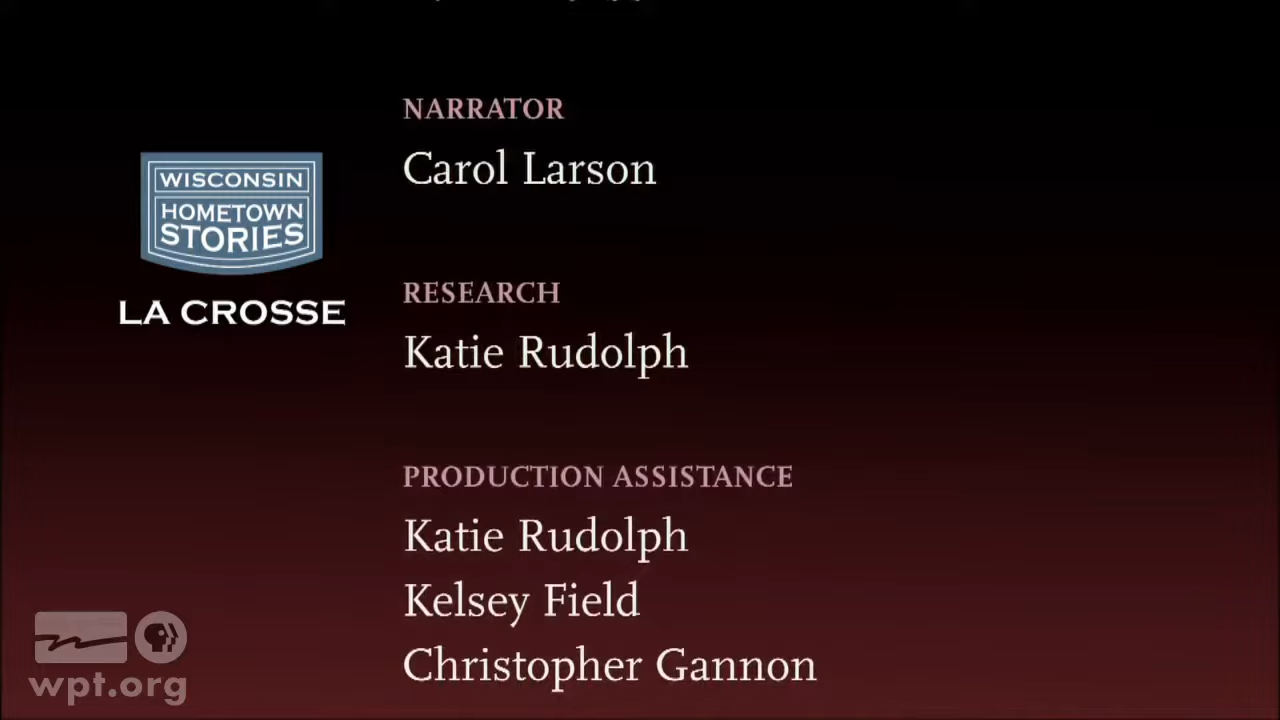 NARRATOR
Carol Larson
WISCONSIN
HOMETOWN
STORIES
LA CROSSE
RESEARCH
Katie Rudolph
PRODUCTION ASSISTANCE
Katie Rudolph
Kelsey Field
Christopher Gannon
wpt.org